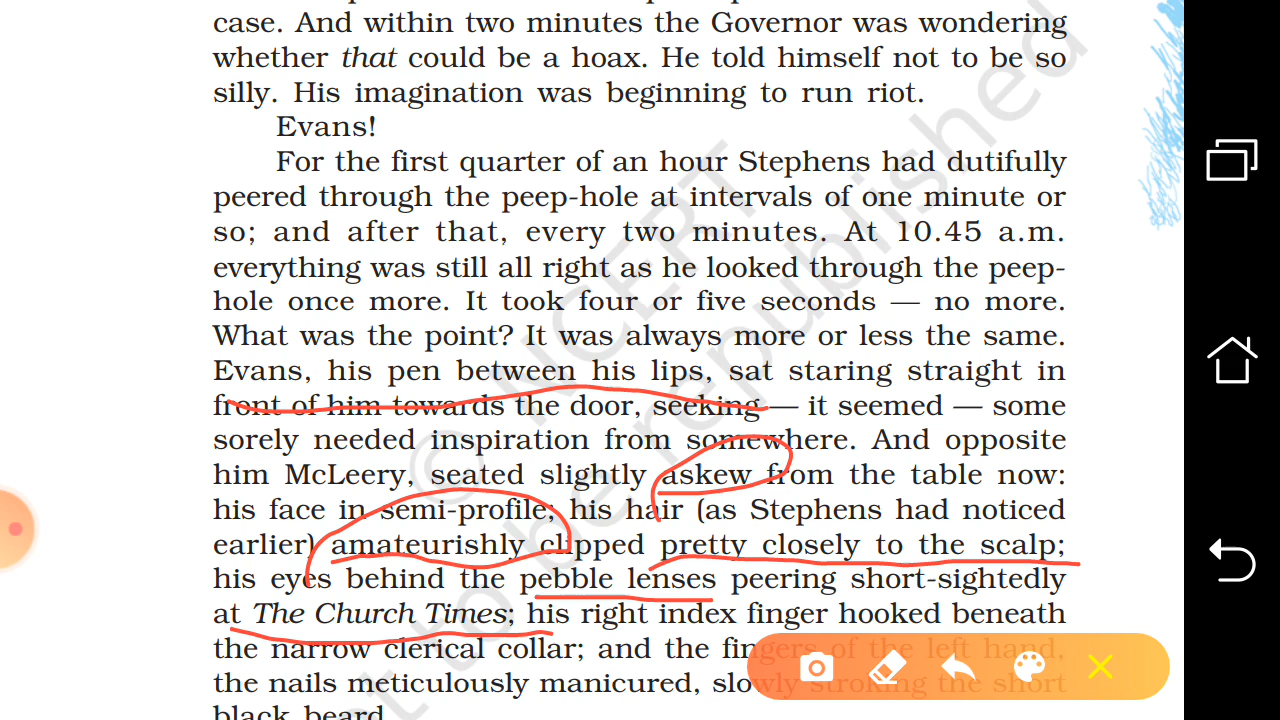 case. And within two minutes the Governor was wondering
whether that could be a hoax. He told himself not to be so
silly. His imagination was beginning to run riot.
Evans!
For the first quarter of an hour Stephens had dutifully
peered through the peep-hole at intervals of one minute or
so; and after that, every two minutes. At 10.45 a.m.
everything was still all right as he looked through the peep-
hole once more. It took four or five seconds — no more.
What was the point? It was always more or less the same.
Evans, his pen between his lips, sat staring straight in
front of him towards the door, seeking — it seemed — some
sorely needed inspiration from somewhere. And opposite
him McLeery, seated slightly askew from the table now:
his face in semi-profile; his hair (as Stephens had noticed
earlier) amateurishly clipped pretty closely to the scalp;
his eyes behind the pebble lenses peering short-sightedly
at The Church Times; his right index finger hooked beneath
the narrow clerical collar; and the fingers of the left hand,
the nails meticulously manicured, slowly stroking the short
black beard
© NCERT
not to be republished